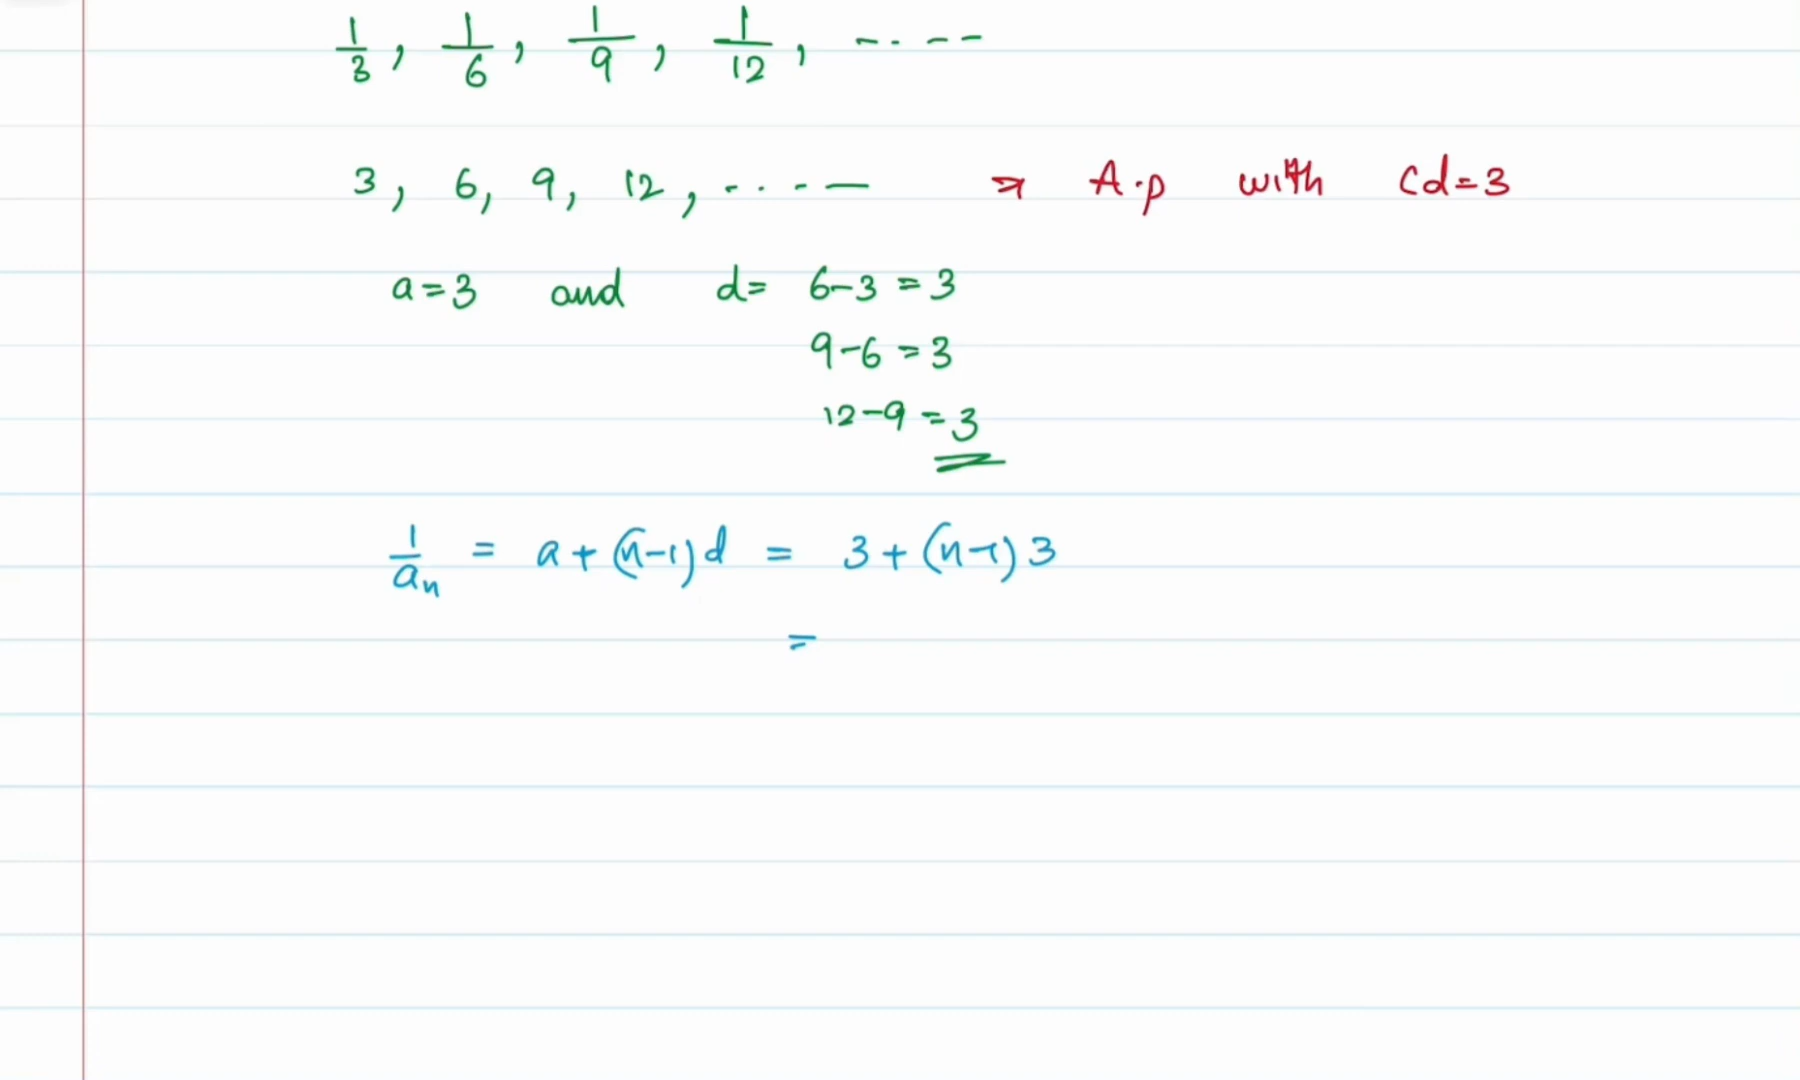 1/3, 1/6, 1/9, 1/12, -..--
3, 6, 9, 12, -..-— ⇒ A.p with Cd=3
a=3 and d= 6-3 =3
9-6 =3
12-9 =3
1/aₙ = a+(n-1)d = 3+(n-1)3
=